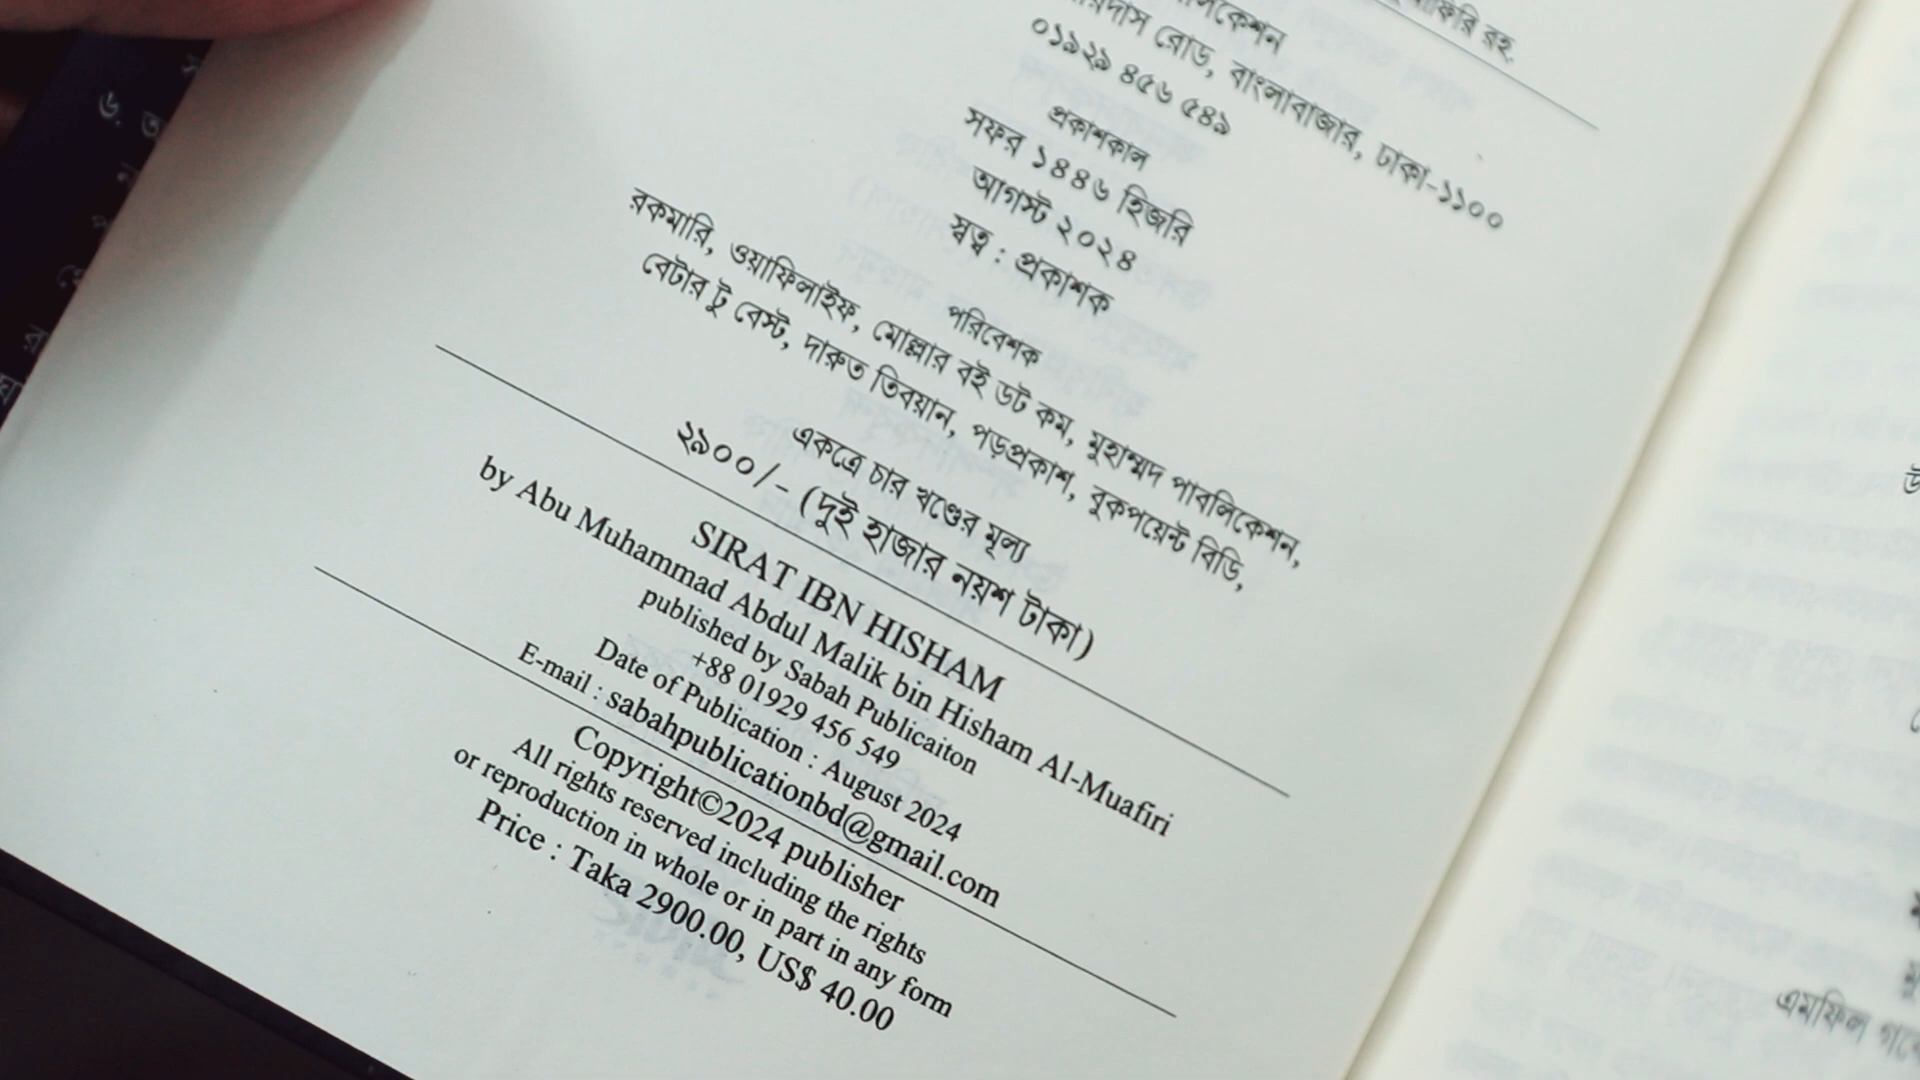 রহ.
রোড, বাংলাবাজার, ঢাকা-১১০০
০১৯২৯ ৪৫৬ ৫৪৯
প্রকাশকাল
সফর ১৪৪৬ হিজরি
আগস্ট ২০২৪
স্বত্ব : প্রকাশক
পরিবেশক
রকমারি, ওয়াফিলাইফ, মোল্লার বই ডট কম, মুহাম্মদ পাবলিকেশন,
বেটার টু বেস্ট, দারুত তিবয়ান, পড়প্রকাশ, বুকপয়েন্ট বিডি,
একত্রে চার খণ্ডের মূল্য
২৯০০/- (দুই হাজার নয়শ টাকা)
SIRAT IBN HISHAM
by Abu Muhammad Abdul Malik bin Hisham Al-Muafiri
published by Sabah Publicaiton
+88 01929 456 549
Date of Publication : August 2024
E-mail : sabahpublicationbd@gmail.com
Copyright©2024 publisher
All rights reserved including the rights
or reproduction in whole or in part in any form
Price : Taka 2900.00, US$ 40.00
এমফিল